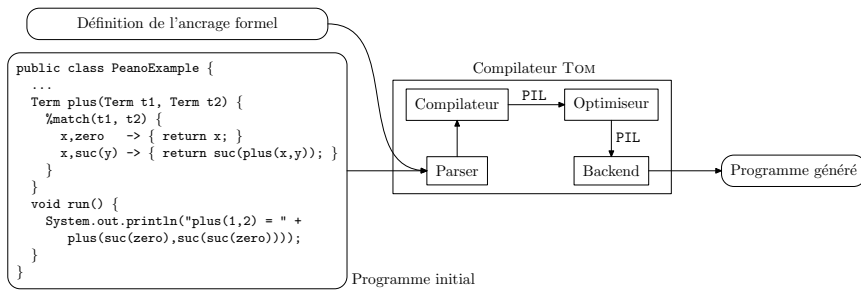 Définition de l'ancrage formel
public class PeanoExample {
...
Term plus(Term t1, Term t2) {
%match(t1, t2) {
x,zero -> { return x; }
x,suc(y) -> { return suc(plus(x,y)); }
}
}
void run() {
System.out.println("plus(1,2) = " +
plus(suc(zero),suc(suc(zero))));
}
}
Programme initial
Compilateur TOM
Compilateur
PIL
Optimiseur
PIL
Parser
Backend
Programme généré